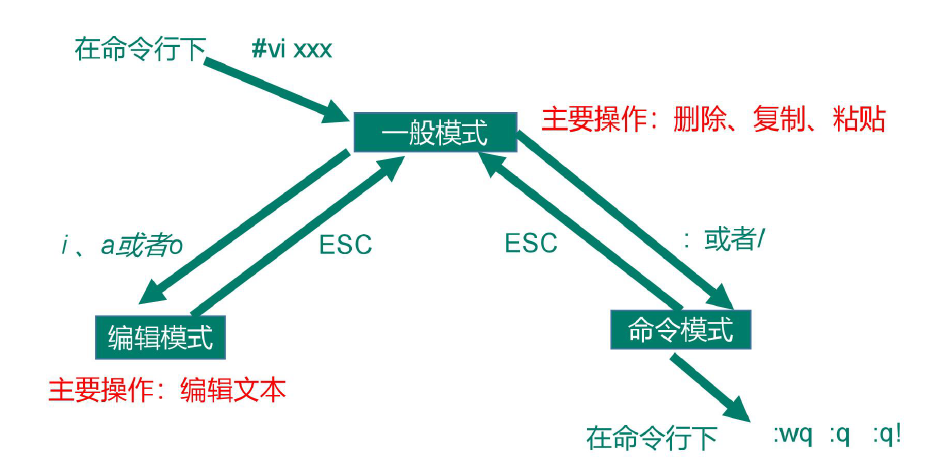 在命令行下 #vi xxx
主要操作：删除、复制、粘贴
一般模式
i 、a或者o
ESC
ESC
: 或者/
编辑模式
命令模式
主要操作：编辑文本
在命令行下 :wq :q :q!